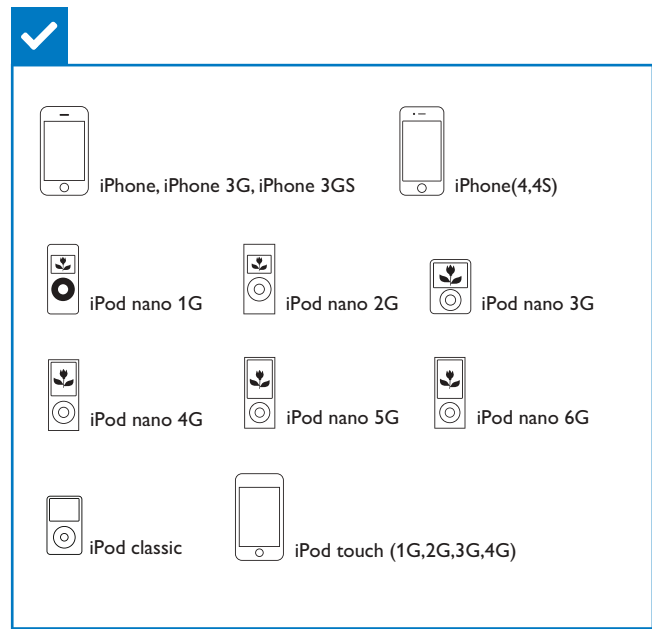 iPhone, iPhone 3G, iPhone 3GS
iPhone(4,4S)
iPod nano 1G
iPod nano 2G
iPod nano 3G
iPod nano 4G
iPod nano 5G
iPod nano 6G
iPod classic
iPod touch (1G,2G,3G,4G)